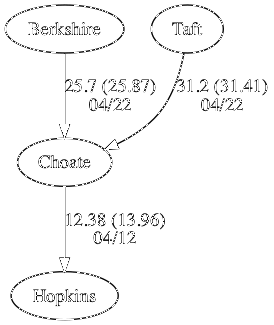 Berkshire
Taft
25.7 (25.87)
04/22
31.2 (31.41)
04/22
Choate
12.38 (13.96)
04/12
Hopkins